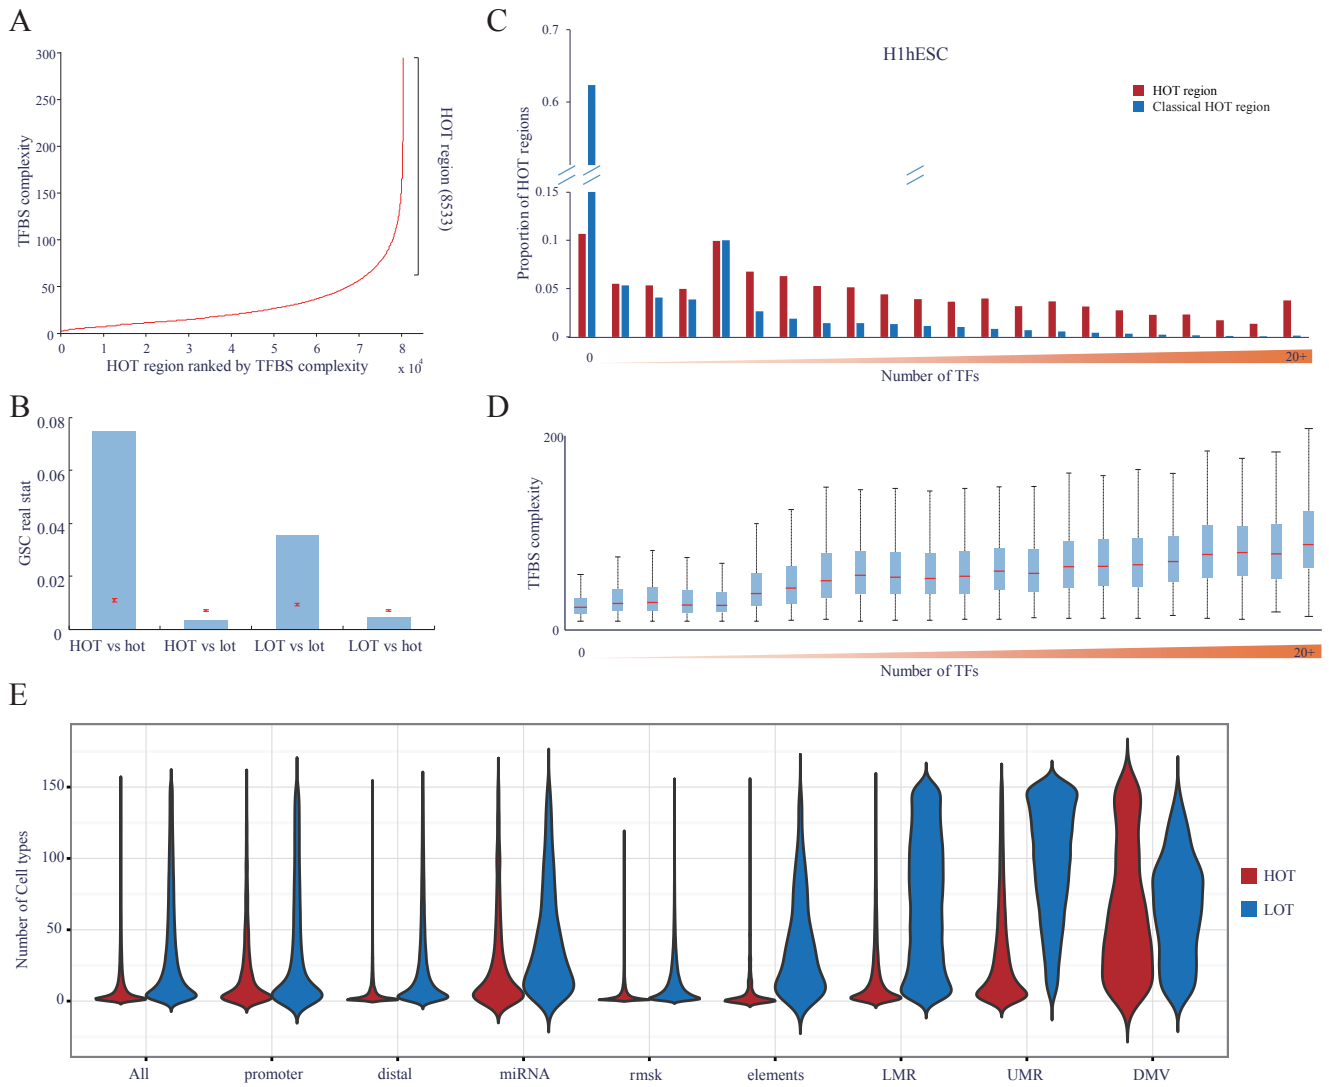 A
300
250
200
150
100
50
0
TFBS complexity
HOT region (8533)
0 1 2 3 4 5 6 7 8
HOT region ranked by TFBS complexity
x 10^4
C
0.7
0.6
0.15
0.1
0.05
0
Proportion of HOT regions
H1hESC
HOT region
Classical HOT region
0
20+
Number of TFs
B
0.08
0.06
0.04
0.02
0
GSC real stat
HOT vs hot HOT vs lot LOT vs lot LOT vs hot
D
200
0
TFBS complexity
0
20+
Number of TFs
E
150
100
50
0
Number of Cell types
HOT
LOT
All promoter distal miRNA rmsk elements LMR UMR DMV